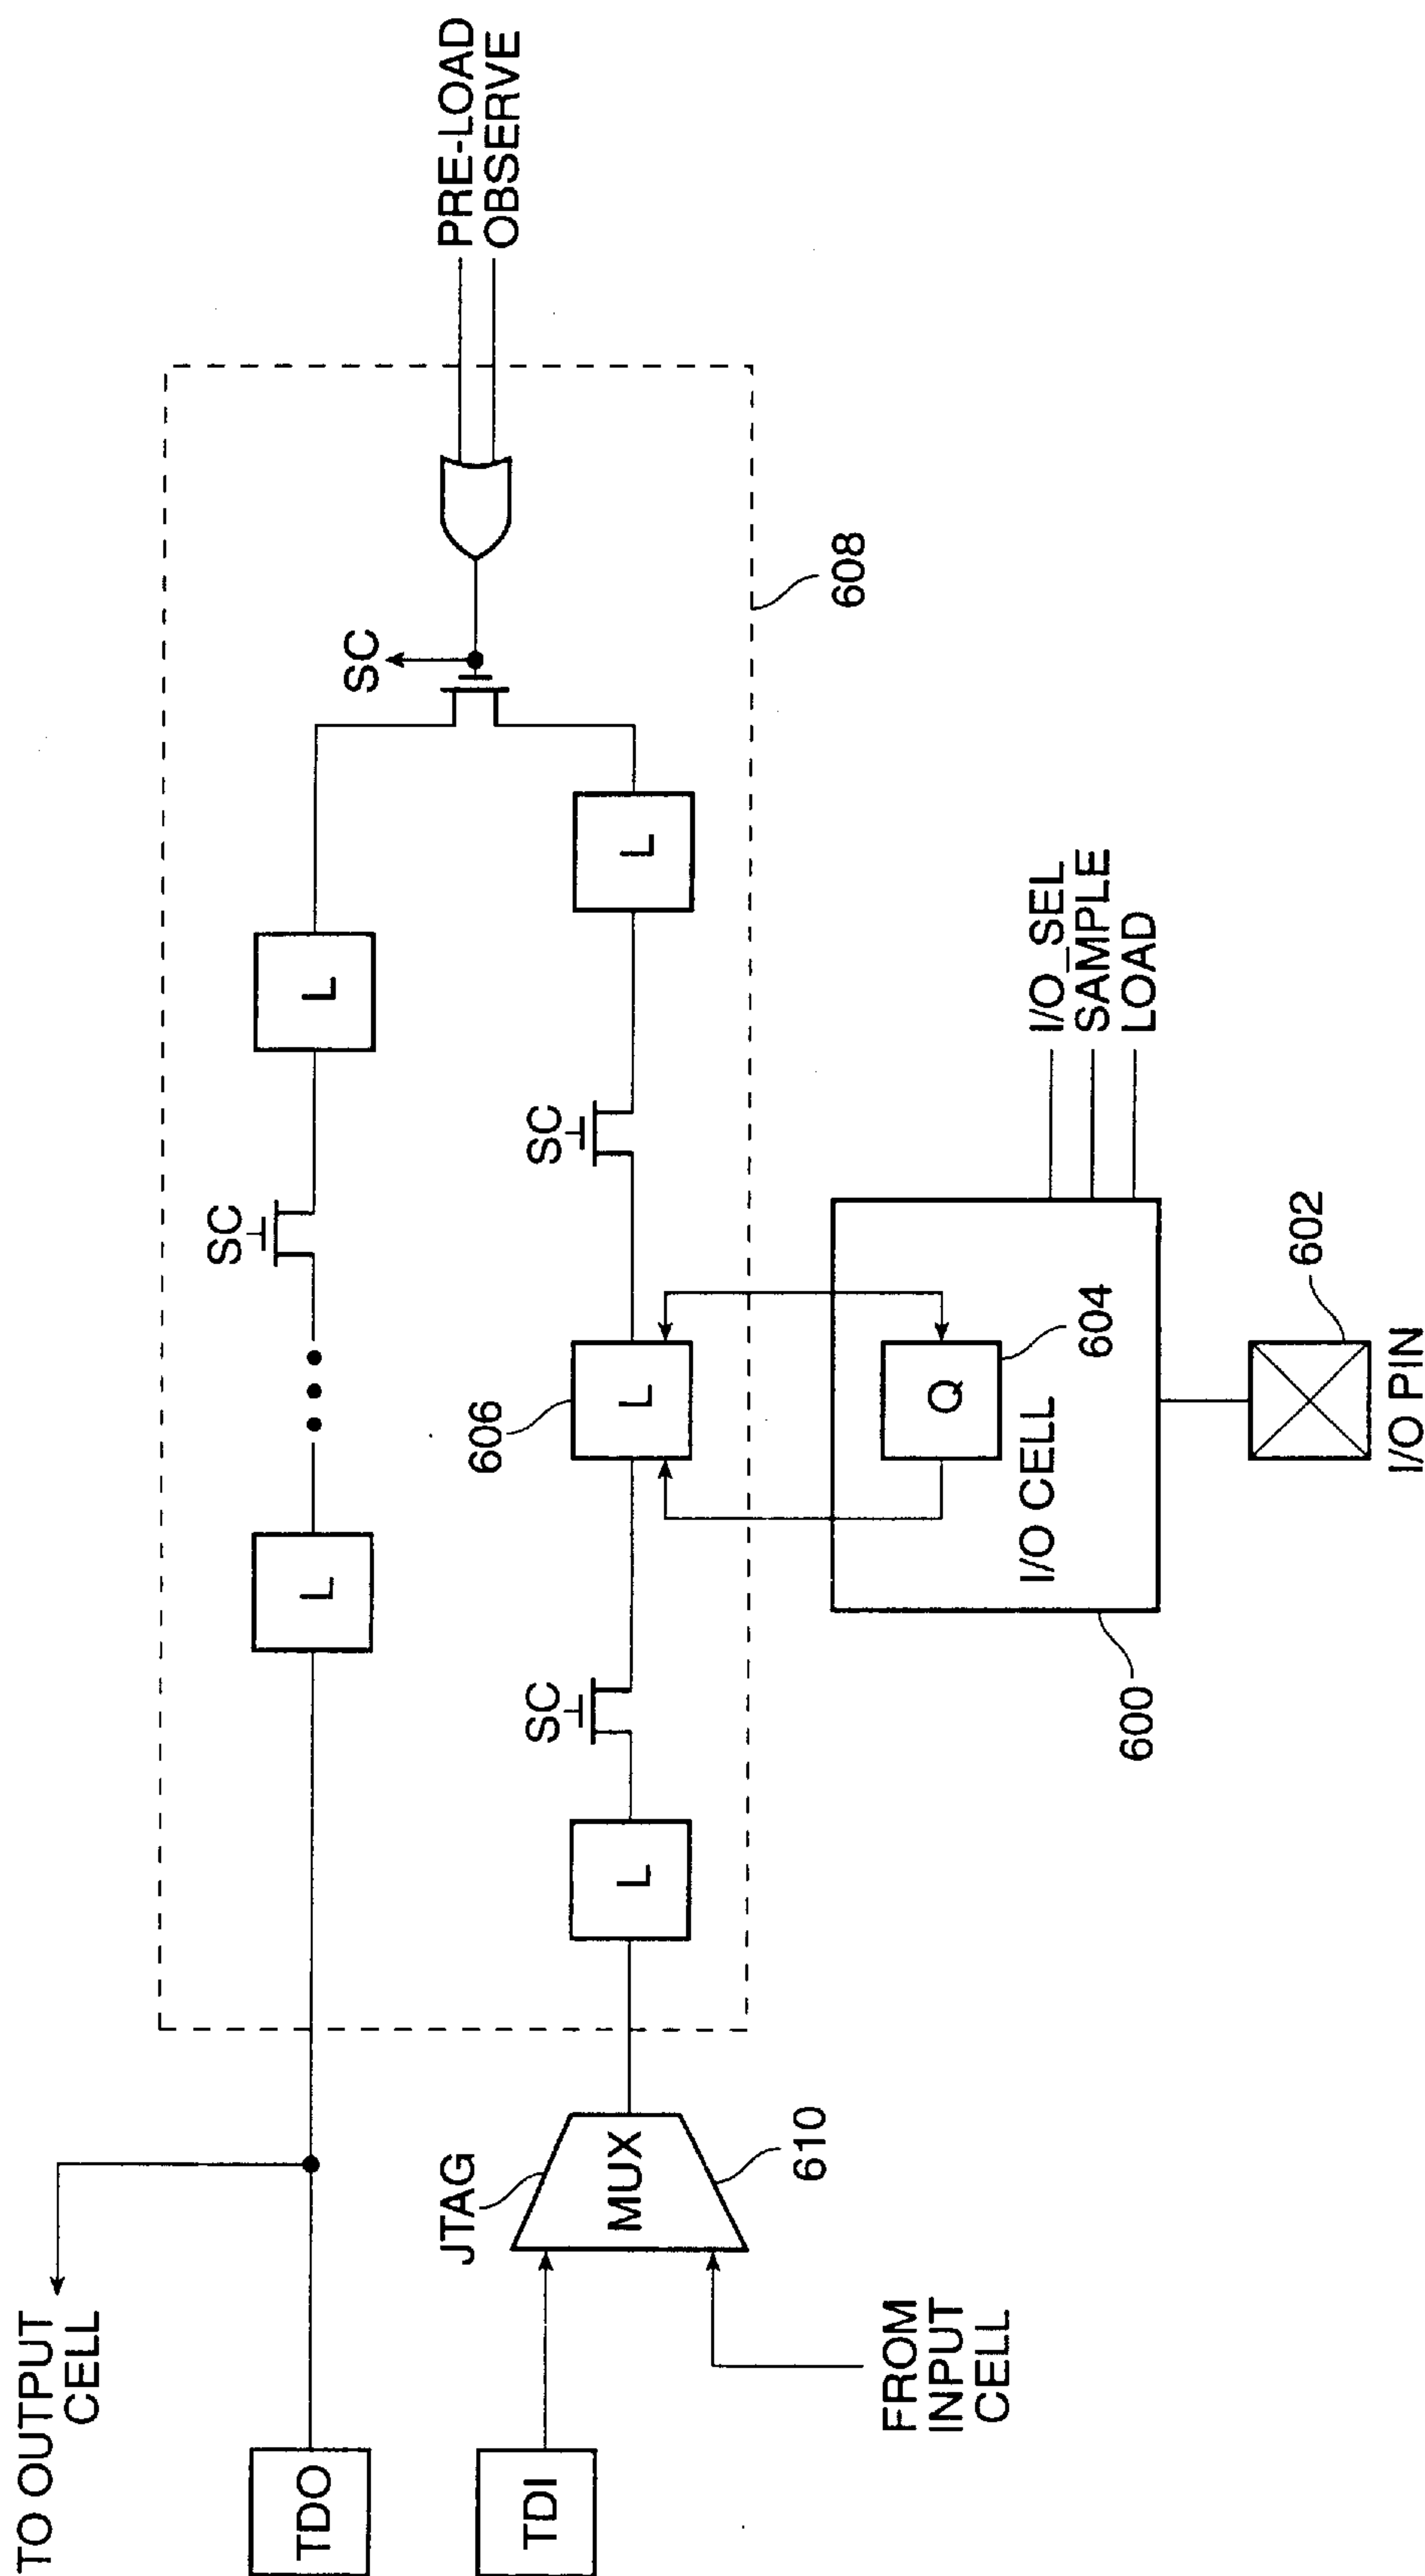 TO OUTPUT
CELL
TDO
L
SC
L
SC
PRE-LOAD
OBSERVE
TDI
JTAG
MUX
610
L
SC
606
L
SC
L
608
FROM
INPUT
CELL
600
I/O CELL
Q
604
I/O_SEL
SAMPLE
LOAD
602
I/O PIN